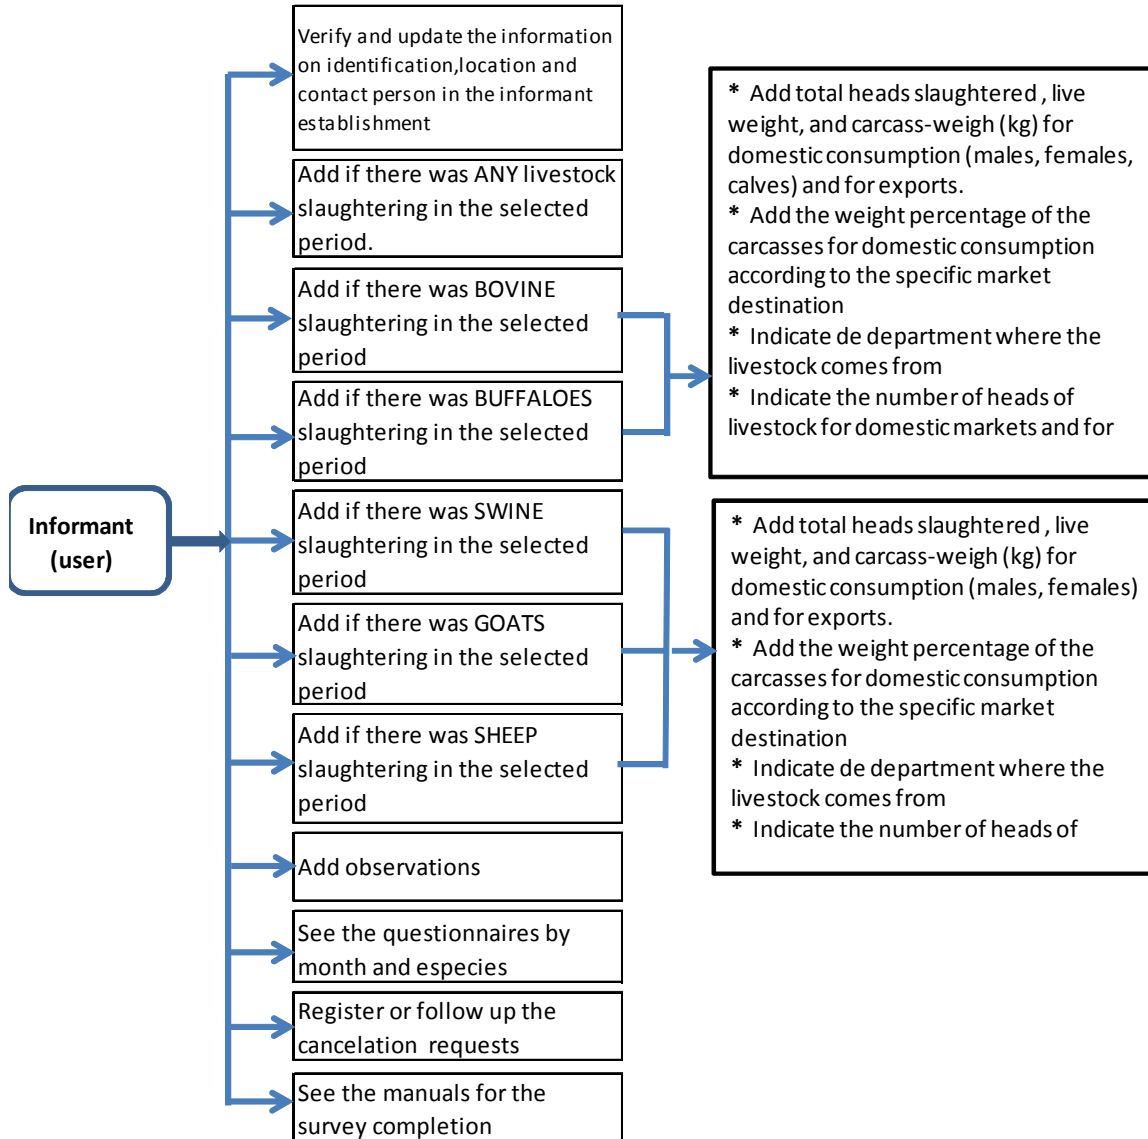 Informant
(user)
Verify and update the information
on identification,location and
contact person in the informant
establishment
Add if there was ANY livestock
slaughtering in the selected
period.
Add if there was BOVINE
slaughtering in the selected
period
Add if there was BUFFALOES
slaughtering in the selected
period
Add if there was SWINE
slaughtering in the selected
period
Add if there was GOATS
slaughtering in the selected
period
Add if there was SHEEP
slaughtering in the selected
period
Add observations
See the questionnaires by
month and especies
Register or follow up the
cancelation requests
See the manuals for the
survey completion
* Add total heads slaughtered , live
weight, and carcass-weigh (kg) for
domestic consumption (males, females,
calves) and for exports.
* Add the weight percentage of the
carcasses for domestic consumption
according to the specific market
destination
* Indicate de department where the
livestock comes from
* Indicate the number of heads of
livestock for domestic markets and for
* Add total heads slaughtered , live
weight, and carcass-weigh (kg) for
domestic consumption (males, females)
and for exports.
* Add the weight percentage of the
carcasses for domestic consumption
according to the specific market
destination
* Indicate de department where the
livestock comes from
* Indicate the number of heads of